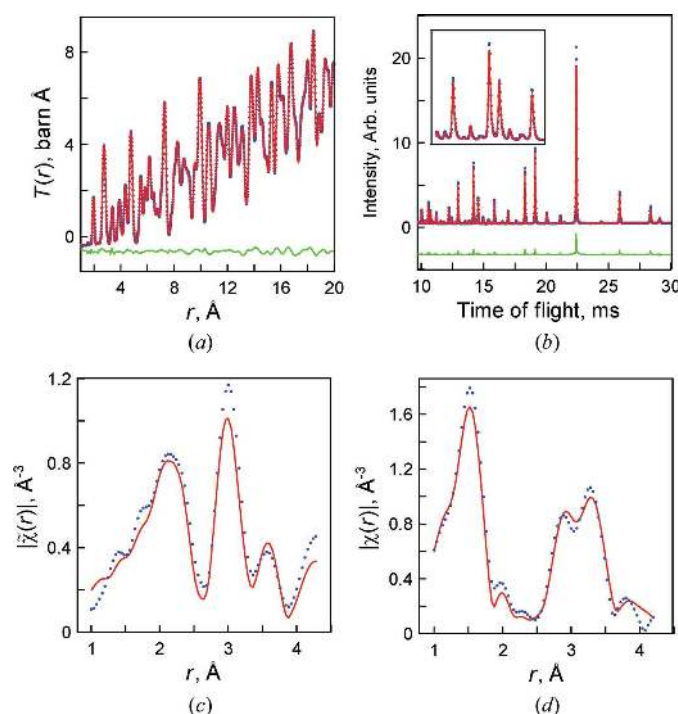 8
4
0
T(r), barn Å
4 8 12 16 20
r, Å
(a)
20
10
0
Intensity, Arb. units
10 15 20 25 30
Time of flight, ms
(b)
1.2
0.8
0.4
0
|χ̃(r)|, Å⁻³
1 2 3 4
r, Å
(c)
1.6
1.2
0.8
0.4
0
|χ(r)|, Å⁻³
1 2 3 4
r, Å
(d)